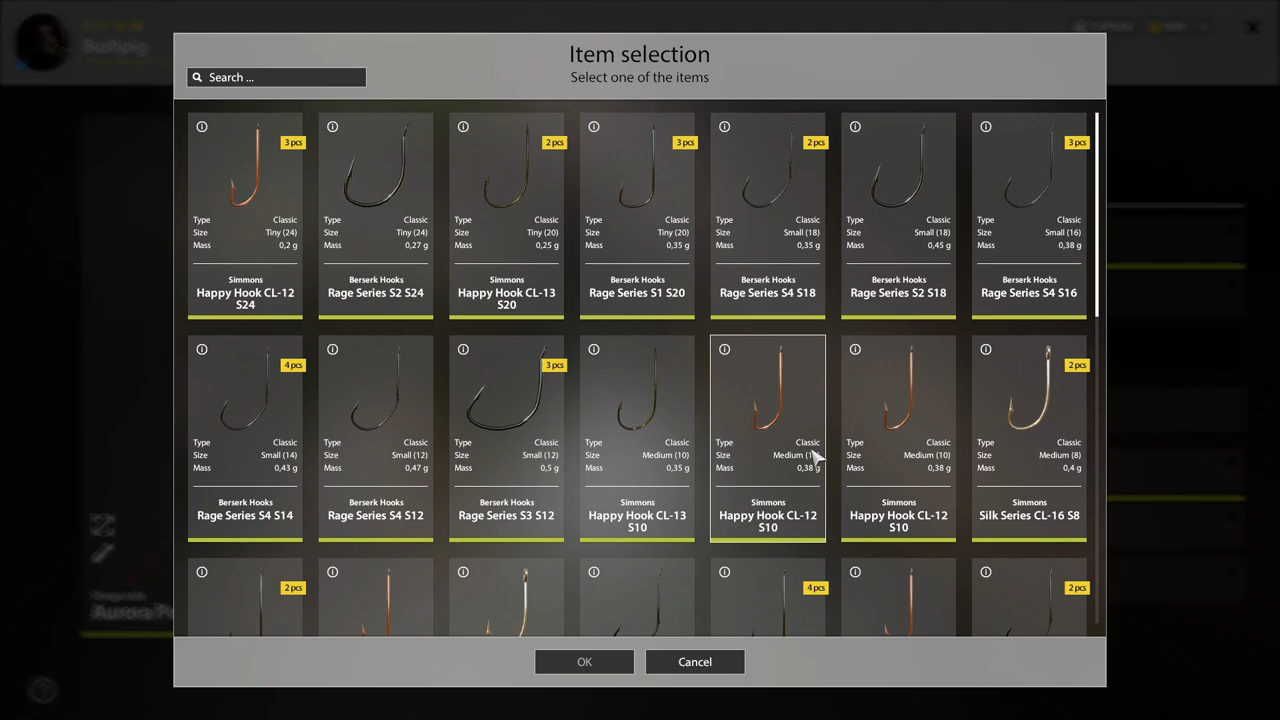 Bushpig
Item selection
Search ...
Select one of the items
3 pcs
2 pcs
3 pcs
2 pcs
3 pcs
Type Classic
Size Tiny (24)
Mass 0,2 g
Simmons
Happy Hook CL-12
S24
Type Classic
Size Tiny (24)
Mass 0,27 g
Berserk Hooks
Rage Series S2 S24
Type Classic
Size Tiny (20)
Mass 0,25 g
Simmons
Happy Hook CL-13
S20
Type Classic
Size Tiny (20)
Mass 0,35 g
Berserk Hooks
Rage Series S1 S20
Type Classic
Size Small (18)
Mass 0,35 g
Berserk Hooks
Rage Series S4 S18
Type Classic
Size Small (18)
Mass 0,45 g
Berserk Hooks
Rage Series S2 S18
Type Classic
Size Small (16)
Mass 0,38 g
Berserk Hooks
Rage Series S4 S16
4 pcs
3 pcs
2 pcs
Type Classic
Size Small (14)
Mass 0,43 g
Berserk Hooks
Rage Series S4 S14
Type Classic
Size Small (12)
Mass 0,47 g
Berserk Hooks
Rage Series S4 S12
Type Classic
Size Small (12)
Mass 0,5 g
Berserk Hooks
Rage Series S3 S12
Type Classic
Size Medium (10)
Mass 0,35 g
Simmons
Happy Hook CL-13
S10
Type Classic
Size Medium
Mass 0,38 g
Simmons
Happy Hook CL-12
S10
Type Classic
Size Medium (10)
Mass 0,38 g
Simmons
Happy Hook CL-12
S10
Type Classic
Size Medium (8)
Mass 0,4 g
Simmons
Silk Series CL-16 S8
2 pcs
4 pcs
2 pcs
Aurora
OK
Cancel